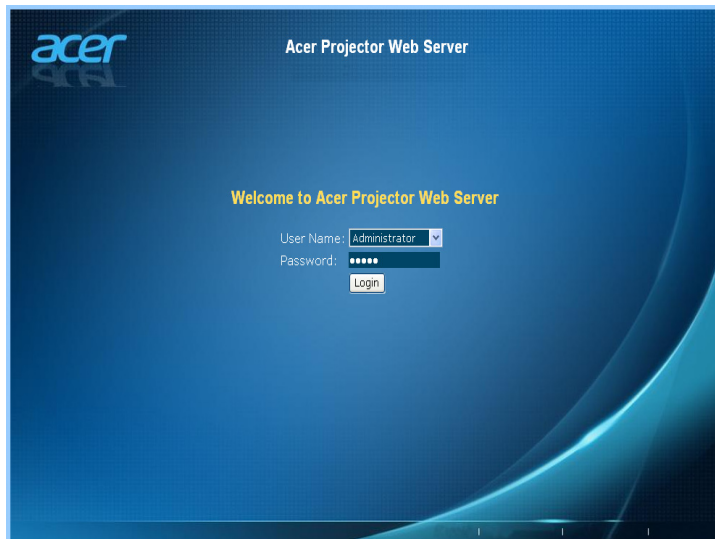 acer
Acer Projector Web Server
Welcome to Acer Projector Web Server
User Name: Administrator
Password: •••••
Login